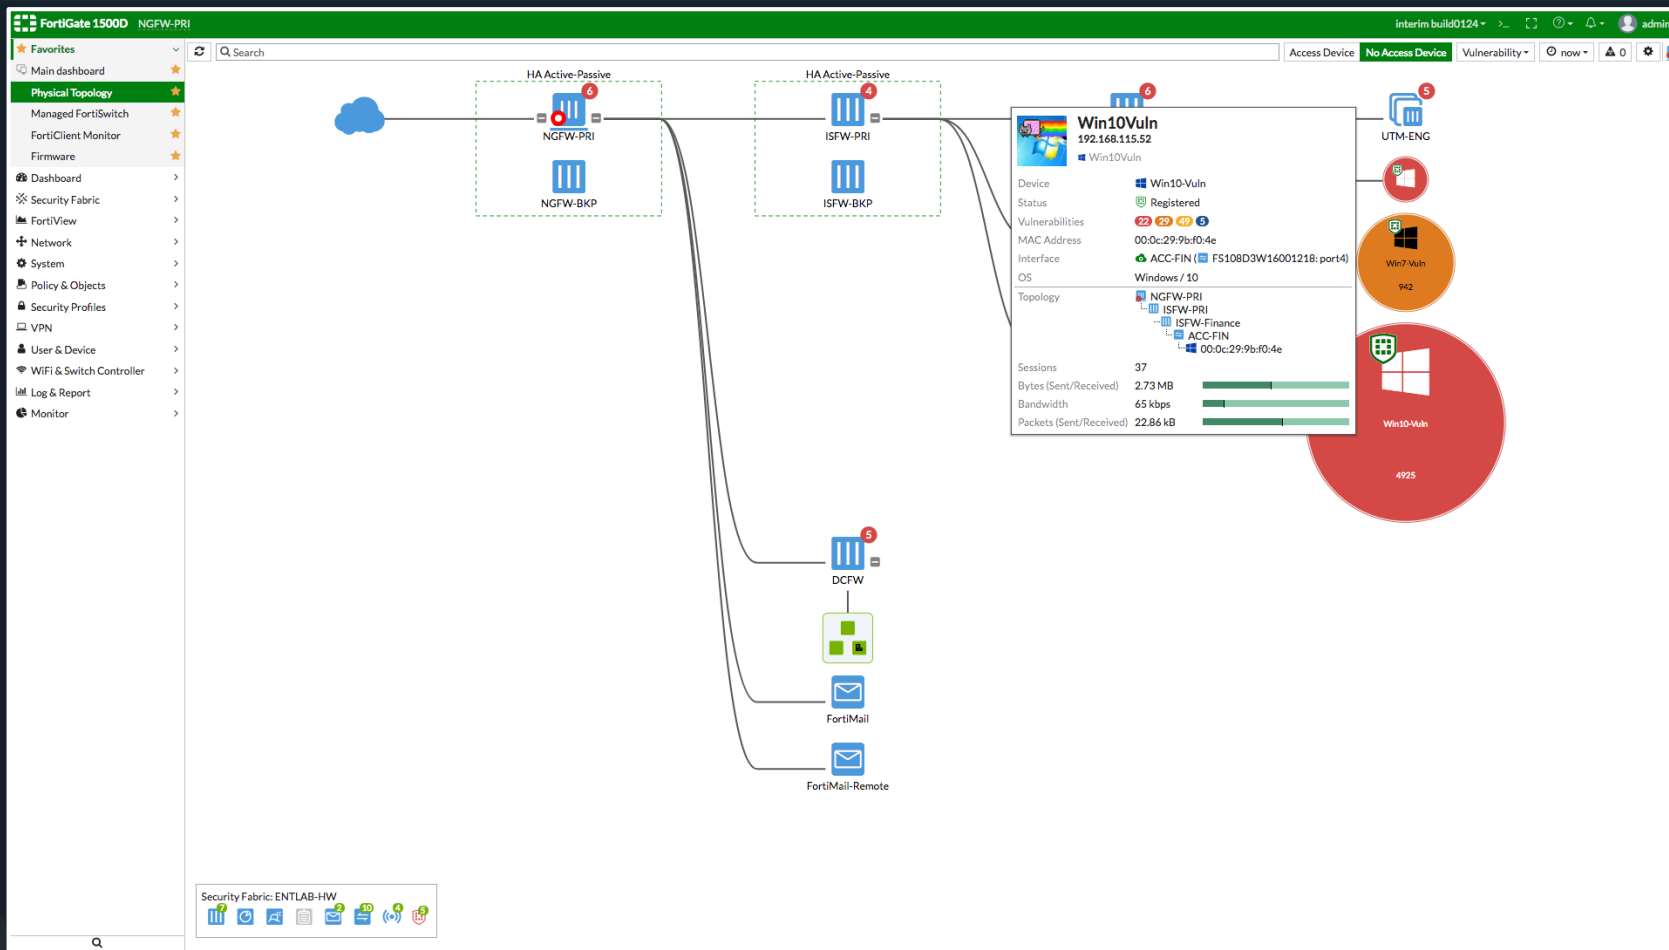 FortiGate 1500D NGFW-PRI
interim build0124
admin
Favorites
Main dashboard
Physical Topology
Managed FortiSwitch
FortiClient Monitor
Firmware
Dashboard
Security Fabric
FortiView
Network
System
Policy & Objects
Security Profiles
VPN
User & Device
WiFi & Switch Controller
Log & Report
Monitor
Search
Access Device No Access Device Vulnerability now 0
HA Active-Passive
6
NGFW-PRI
NGFW-BKP
HA Active-Passive
4
ISFW-PRI
ISFW-BKP
6
5
UTM-ENG
Win10Vuln
192.168.115.52
Win10Vuln
Device Win10-Vuln
Status Registered
Vulnerabilities 22 29 49 5
MAC Address 00:0c:29:9b:f0:4e
Interface ACC-FIN ( FS108D3W16001218: port4)
OS Windows / 10
Topology NGFW-PRI
ISFW-PRI
ISFW-Finance
ACC-FIN
00:0c:29:9b:f0:4e
Sessions 37
Bytes (Sent/Received) 2.73 MB
Bandwidth 65 kbps
Packets (Sent/Received) 22.86 kB
Win7-Vuln
942
Win10-Vuln
4925
5
DCFW
FortiMail
FortiMail-Remote
Security Fabric: ENTLAB-HW
7 2 10 4 5